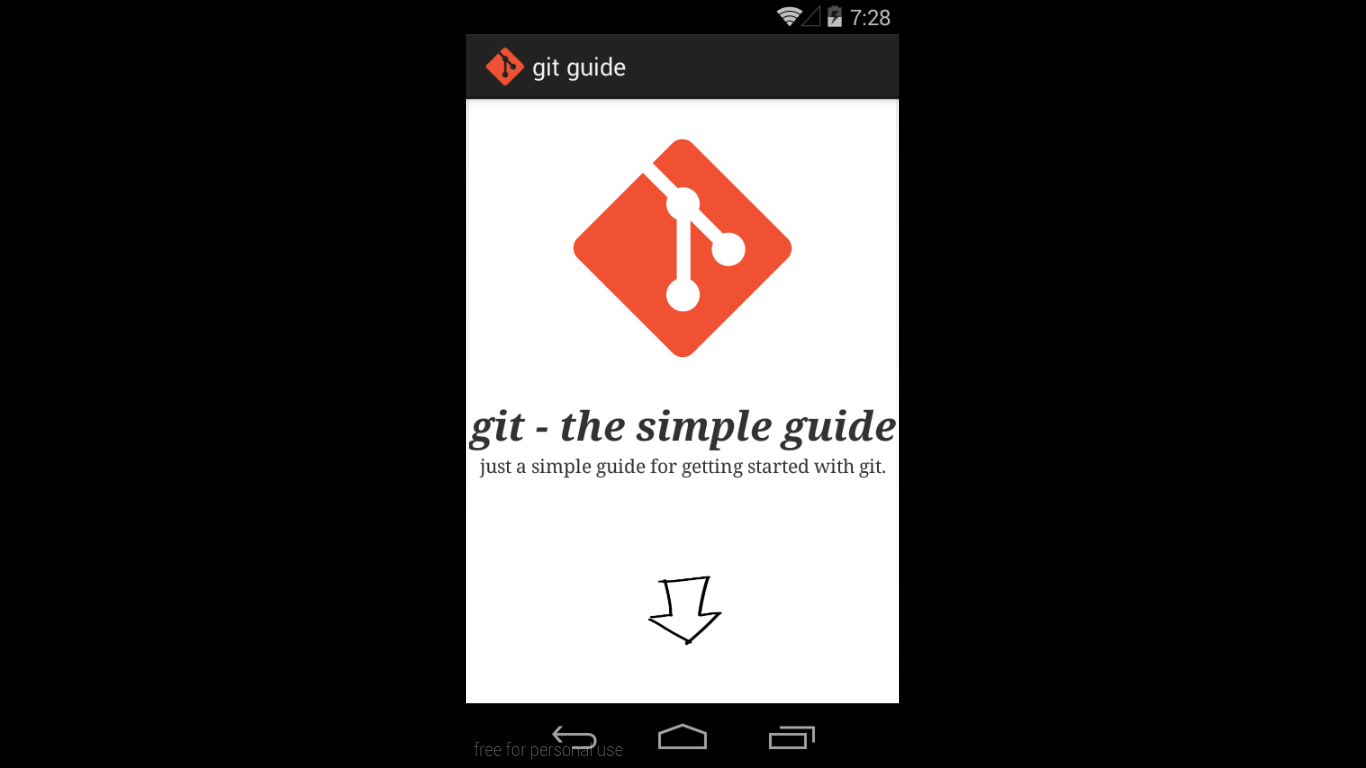 7:28
git guide
git - the simple guide
just a simple guide for getting started with git.
free for personal use